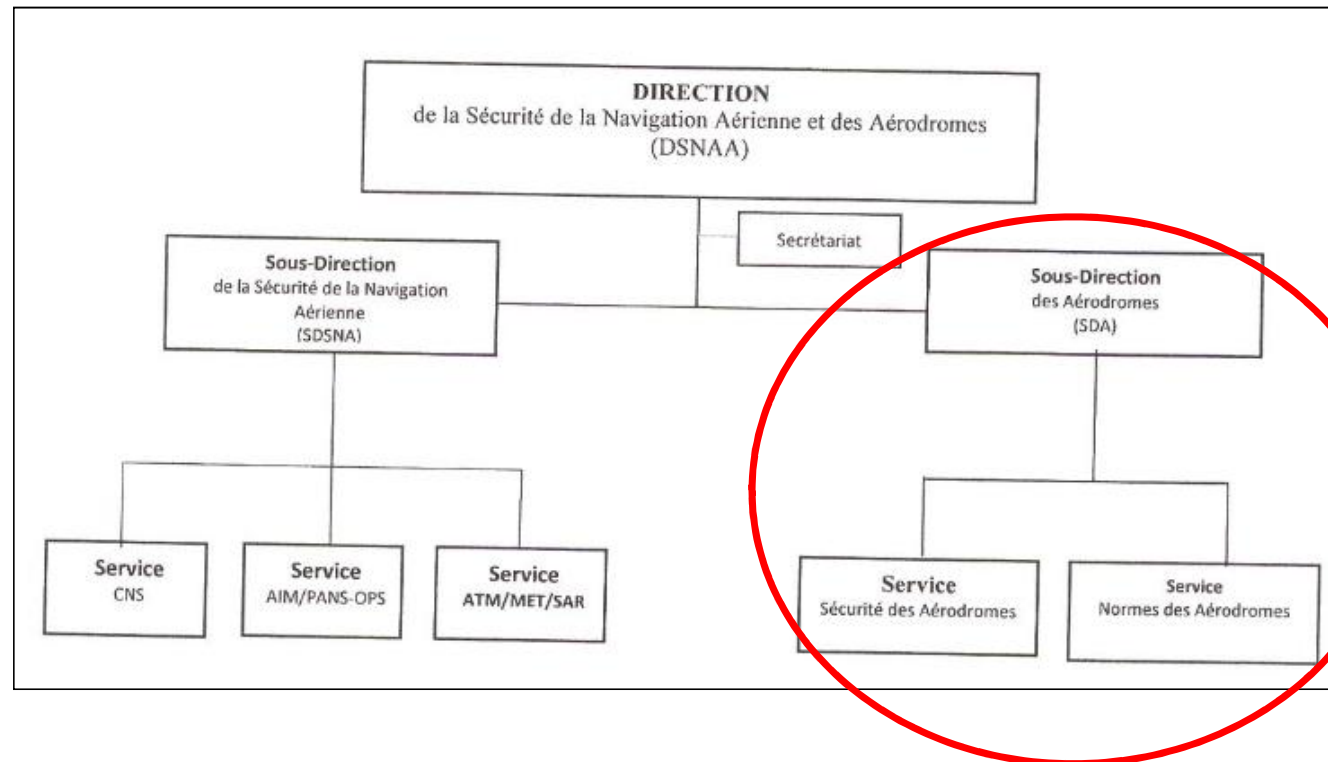 DIRECTION
de la Sécurité de la Navigation Aérienne et des Aérodromes
(DSNAA)
Secrétariat
Sous-Direction
de la Sécurité de la Navigation
Aérienne
(SDSNA)
Sous-Direction
des Aérodromes
(SDA)
Service
CNS
Service
AIM/PANS-OPS
Service
ATM/MET/SAR
Service
Sécurité des Aérodromes
Service
Normes des Aérodromes